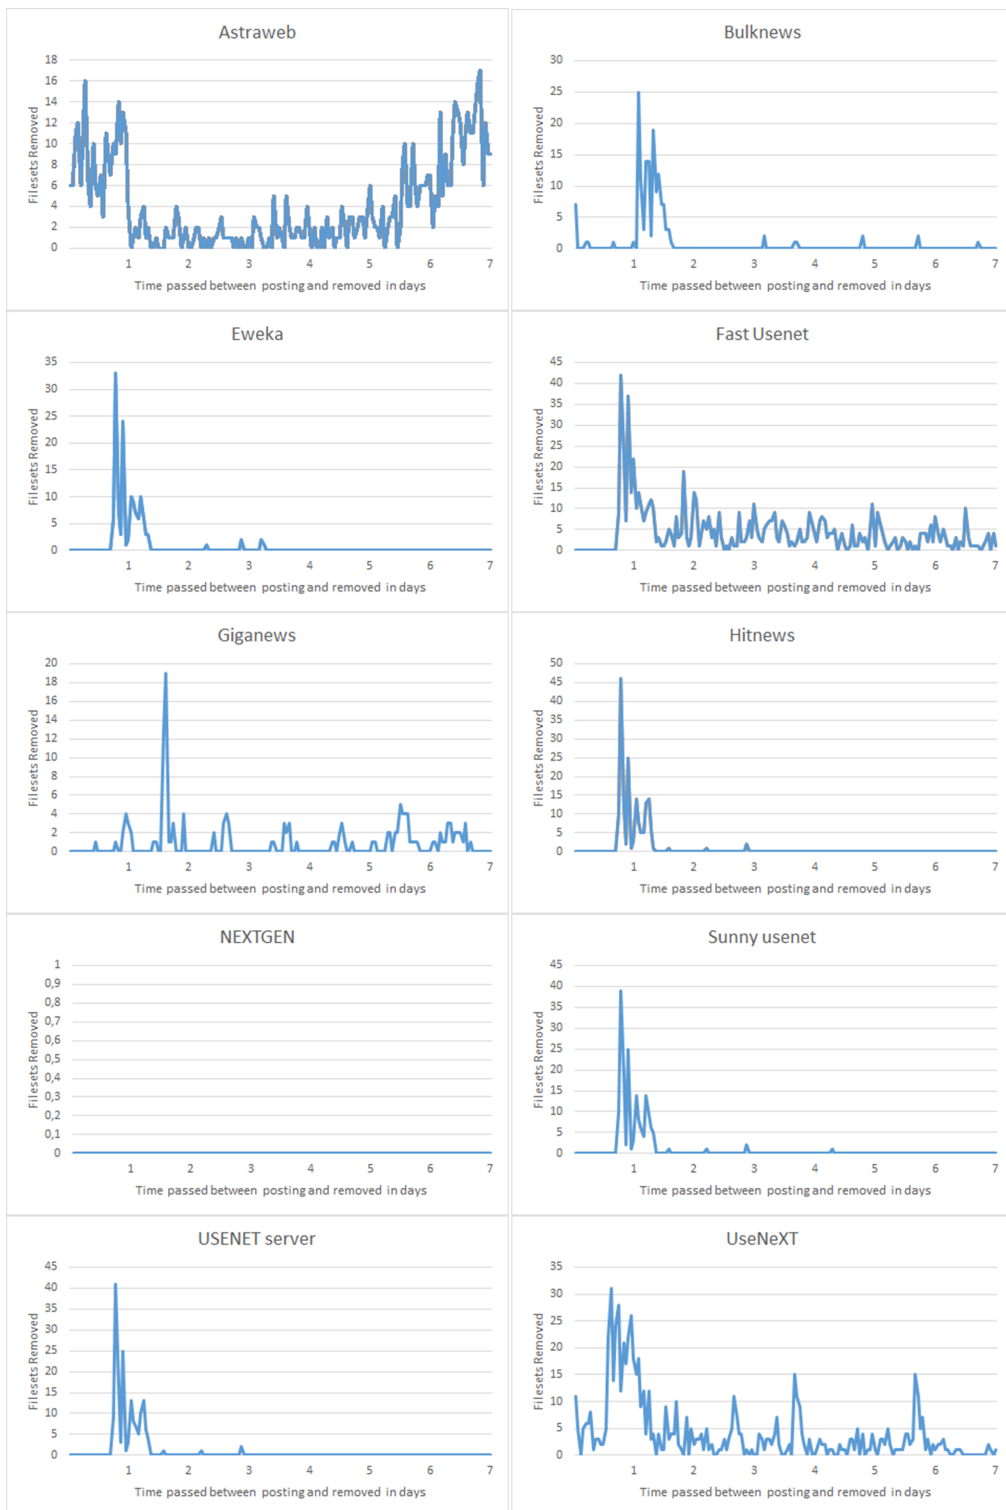 Astraweb
18
16
14
12
10
8
6
4
2
0
Filesets Removed
1 2 3 4 5 6 7
Time passed between posting and removed in days
Bulknews
30
25
20
15
10
5
0
Filesets Removed
1 2 3 4 5 6 7
Time passed between posting and removed in days
Eweka
35
30
25
20
15
10
5
0
Filesets Removed
1 2 3 4 5 6 7
Time passed between posting and removed in days
Fast Usenet
45
40
35
30
25
20
15
10
5
0
Filesets Removed
1 2 3 4 5 6 7
Time passed between posting and removed in days
Giganews
20
18
16
14
12
10
8
6
4
2
0
Filesets Removed
1 2 3 4 5 6 7
Time passed between posting and removed in days
Hitnews
50
45
40
35
30
25
20
15
10
5
0
Filesets Removed
1 2 3 4 5 6 7
Time passed between posting and removed in days
NEXTGEN
1
0,9
0,8
0,7
0,6
0,5
0,4
0,3
0,2
0,1
0
Filesets Removed
1 2 3 4 5 6 7
Time passed between posting and removed in days
Sunny usenet
45
40
35
30
25
20
15
10
5
0
Filesets Removed
1 2 3 4 5 6 7
Time passed between posting and removed in days
USENET server
45
40
35
30
25
20
15
10
5
0
Filesets Removed
1 2 3 4 5 6 7
Time passed between posting and removed in days
UseNeXT
35
30
25
20
15
10
5
0
Filesets Removed
1 2 3 4 5 6 7
Time passed between posting and removed in days